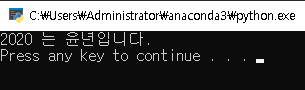 C:₩Users₩Administrator₩anaconda3₩python.exe
2020 는 윤년입니다.
Press any key to continue . . .